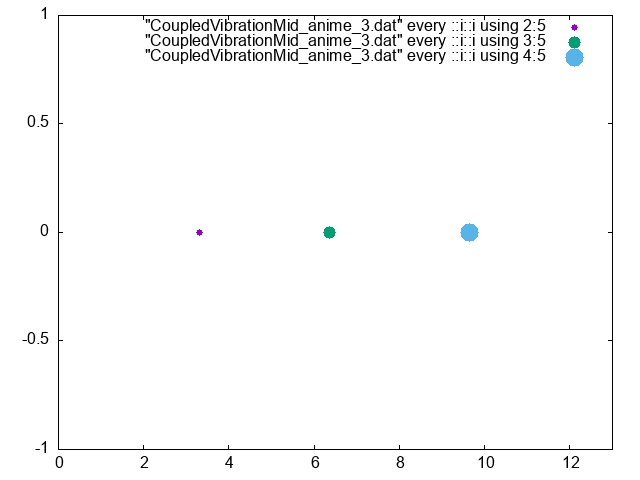 "CoupledVibrationMid_anime_3.dat" every ::i::i using 2:5
"CoupledVibrationMid_anime_3.dat" every ::i::i using 3:5
"CoupledVibrationMid_anime_3.dat" every ::i::i using 4:5
1
0.5
0
-0.5
-1
0 2 4 6 8 10 12